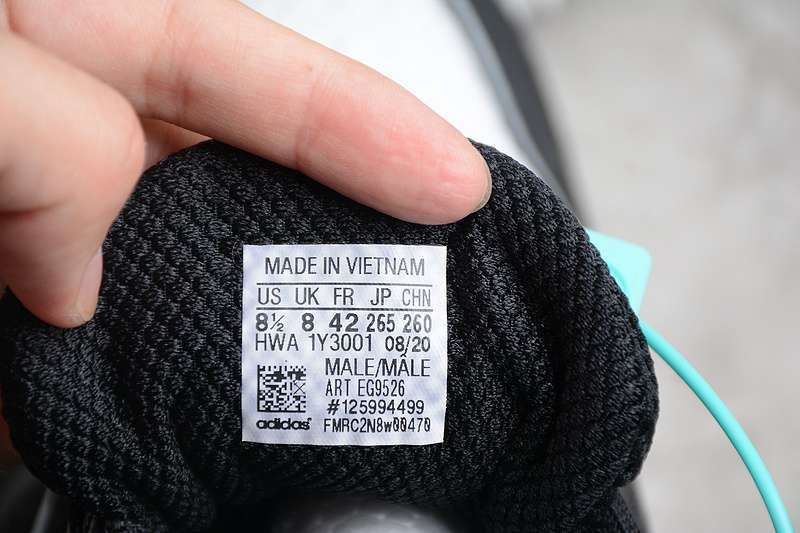 MADE IN VIETNAM
US UK FR JP CHN
8½ 8 42 265 260
HWA 1Y3001 08/20
MALE/MÂLE
ART EG9526
#125994499
adidas® FMRC2N8w00470